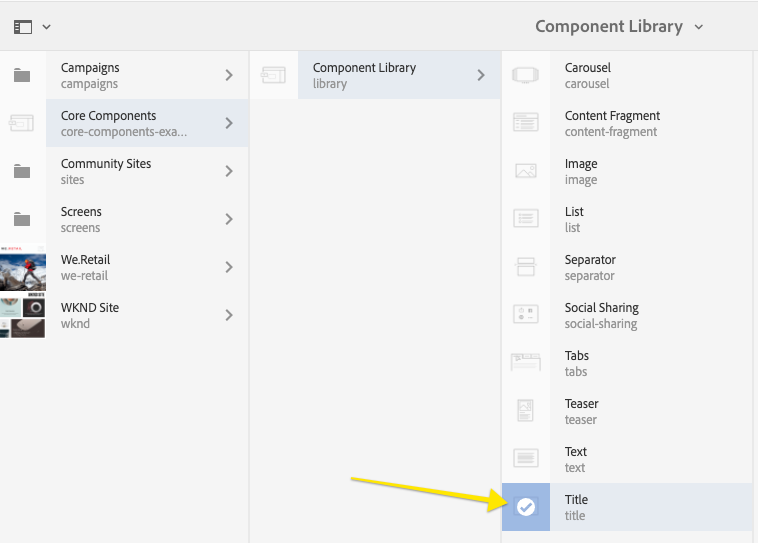 Component Library
Campaigns
campaigns
Core Components
core-components-exa...
Community Sites
sites
Screens
screens
We.Retail
we-retail
WKND Site
wknd
Component Library
library
Carousel
carousel
Content Fragment
content-fragment
Image
image
List
list
Separator
separator
Social Sharing
social-sharing
Tabs
tabs
Teaser
teaser
Text
text
Title
title